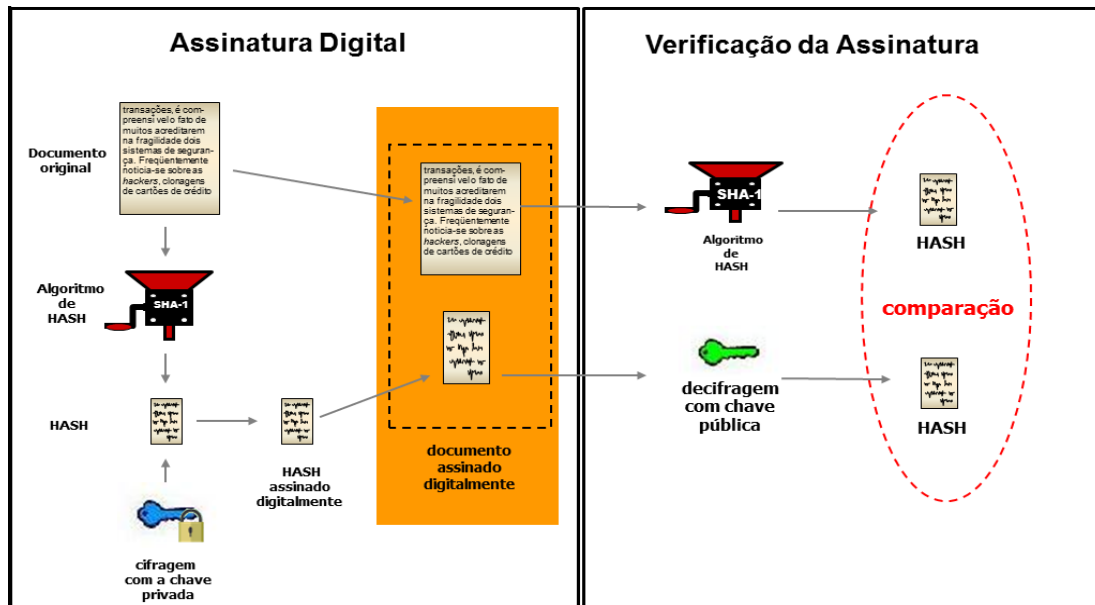 Assinatura Digital
Documento
original
transações, é com-
preensi velo fato de
muitos acreditarem
na fragilidade dois
sistemas de seguran-
ça. Freqüentemente
noticia-se sobre as
hackers, clonagens
de cartões de crédito
Algoritmo
de
HASH
SHA-1
HASH
HASH
assinado
digitalmente
cifragem
com a chave
privada
transações, é com-
preensi velo fato de
muitos acreditarem
na fragilidade dois
sistemas de seguran-
ça. Freqüentemente
noticia-se sobre as
hackers, clonagens
de cartões de crédito
documento
assinado
digitalmente
Verificação da Assinatura
SHA-1
Algoritmo
de
HASH
HASH
comparação
decifragem
com chave
pública
HASH